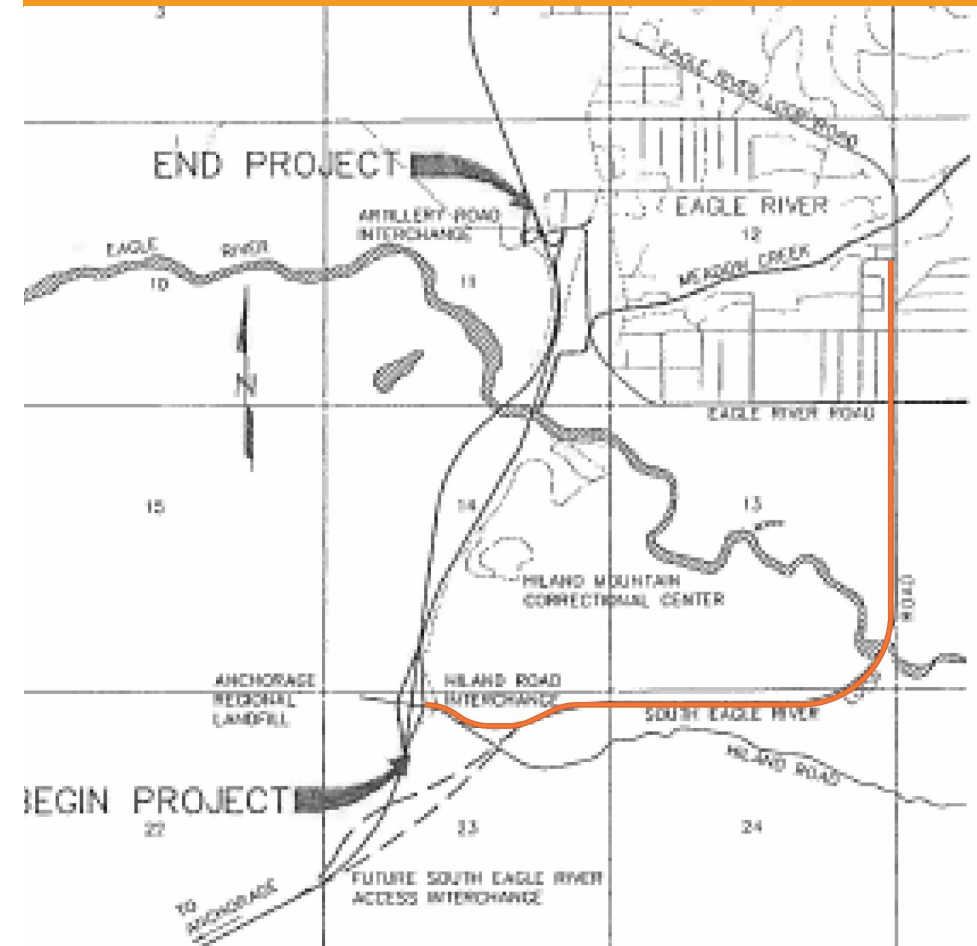 EAGLE RIVER LOOP ROAD
END PROJECT
ARTILLERY ROAD
INTERCHANGE
EAGLE RIVER
12
EAGLE RIVER
10
11
MEADOW CREEK
N
EAGLE RIVER ROAD
15
14
13
HILAND MOUNTAIN
CORRECTIONAL CENTER
ROAD
ANCHORAGE
REGIONAL
LANDFILL
HILAND ROAD
INTERCHANGE
SOUTH EAGLE RIVER
HILAND ROAD
BEGIN PROJECT
22
23
24
FUTURE SOUTH EAGLE RIVER
ACCESS INTERCHANGE
TO
ANCHORAGE